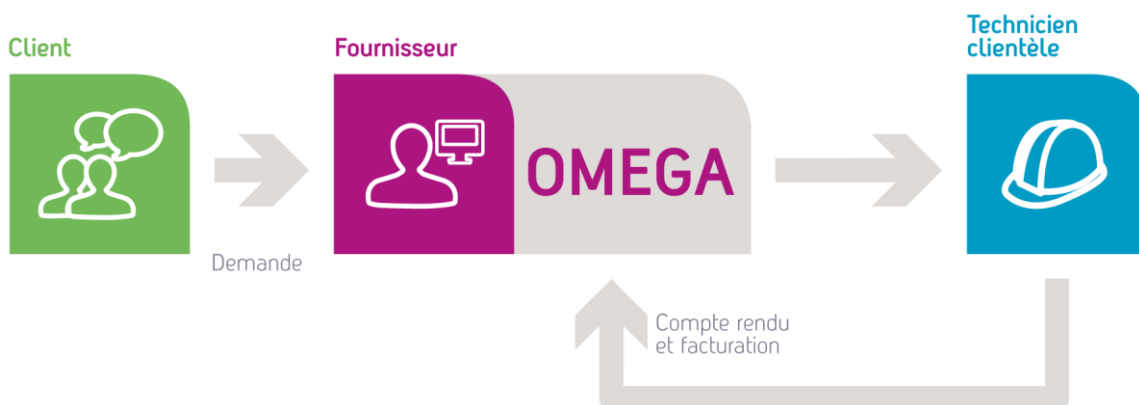 Client
Fournisseur
Technicien
clientèle
OMEGA
Demande
Compte rendu
et facturation